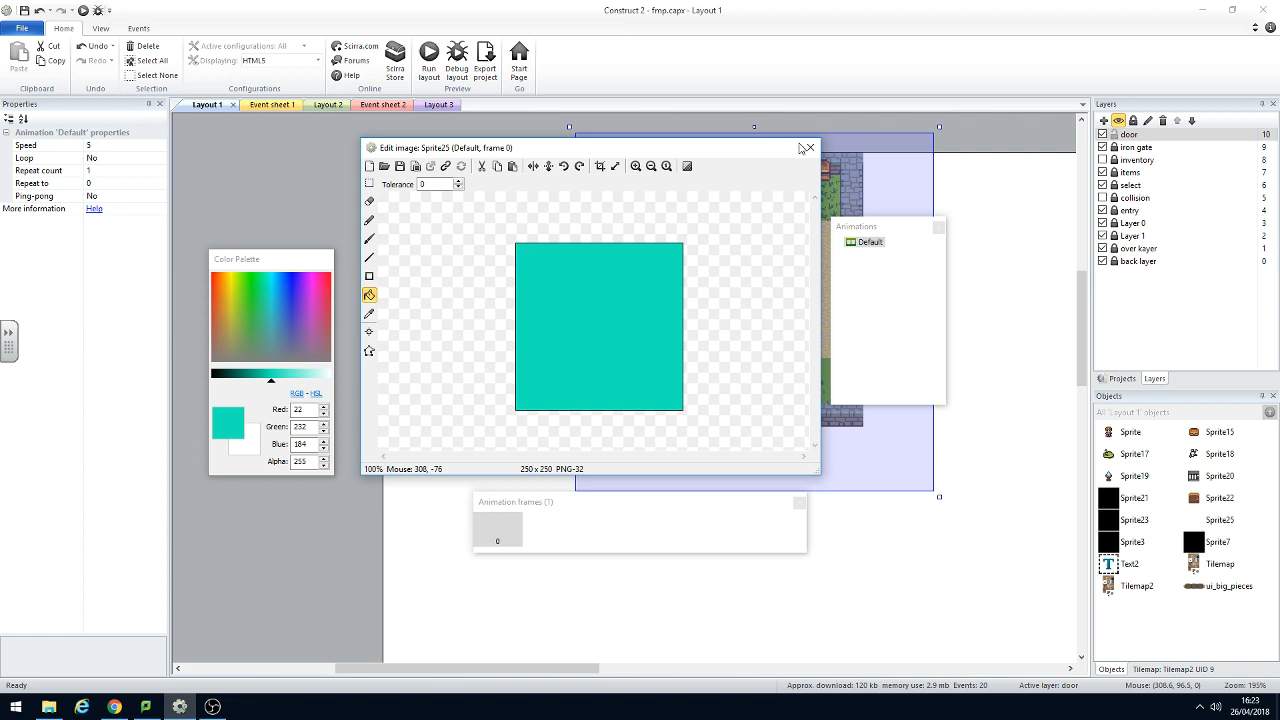 Construct 2 - fmp.capx - Layout 1
File Home View Events
Paste
Cut
Copy
Clipboard
Undo
Redo
Undo
Delete
Select All
Select None
Selection
Active configurations: All
Displaying: HTML5
Configurations
Scirra.com
Forums
Help
Online
Scirra Store
Run layout
Debug layout
Export project
Preview
Start Page
Go
Properties
Layout 1 Event sheet 1 Layout 2 Event sheet 2 Layout 3
Animation 'Default' properties
Speed 5
Loop No
Repeat count 1
Repeat to 0
Ping-pong No
More information Help
Color Palette
RGB - HSL
Red: 22
Green: 232
Blue: 184
Alpha: 255
Edit image: Sprite25 (Default, frame 0)
Tolerance 0
100% Mouse: 308, -76 250 x 250 PNG-32
Animations
Default
Animation frames (1)
0
Layers
door 10
iron gate 9
inventory 8
items 7
select 6
collision 5
entry 4
Layer 0 3
Layer 1 2
over kayer 1
back layer 0
Projects Layers
Objects
All 'Layout 1' objects
Sprite Sprite15
Sprite17 Sprite18
Sprite19 Sprite20
Sprite21 Sprite22
Sprite23 Sprite25
Sprite3 Sprite7
T Text2 Tilemap
Tilemap2 ui_big_pieces
Objects Tilemap: Tilemap2 UID 9
Ready Approx. download: 120 kb memory use: 2.9 mb Events: 20 Active layer: door Mouse: (308.6, 96.5, 0) Zoom: 195%
16:23
26/04/2018